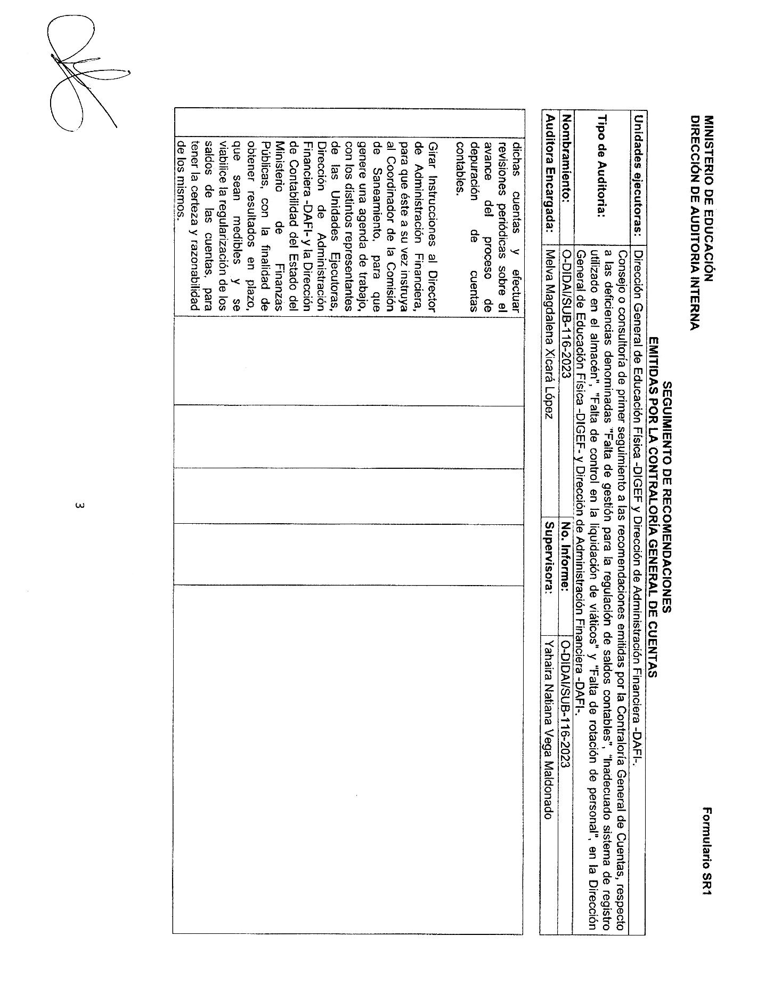 MINISTERIO DE EDUCACIÓN
DIRECCIÓN DE AUDITORIA INTERNA
Formulario SR1
SEGUIMIENTO DE RECOMENDACIONES
EMITIDAS POR LA CONTRALORÍA GENERAL DE CUENTAS
Unidades ejecutoras: Dirección General de Educación Física -DIGEF y Dirección de Administración Financiera -DAFI-.
Tipo de Auditoria:
Consejo o consultoría de primer seguimiento a las recomendaciones emitidas por la Contraloría General de Cuentas, respecto
a las deficiencias denominadas "Falta de gestión para la regulación de saldos contables", "Inadecuado sistema de registro
utilizado en el almacén", "Falta de control en la liquidación de viáticos" y "Falta de rotación de personal", en la Dirección
General de Educación Física -DIGEF- y Dirección de Administración Financiera -DAFI-.
Nombramiento: O-DIDAI/SUB-116-2023 No. Informe: O-DIDAI/SUB-116-2023
Auditora Encargada: Melva Magdalena Xicará López Supervisora: Yahaira Natiana Vega Maldonado
dichas cuentas y efectuar
revisiones periódicas sobre el
avance del proceso de
depuración de cuentas
contables.
Girar Instrucciones al Director
de Administración Financiera,
para que éste a su vez instruya
al Coordinador de la Comisión
de Saneamiento, para que
genere una agenda de trabajo,
con los distintos representantes
de las Unidades Ejecutoras,
Dirección de Administración
Financiera -DAFI- y la Dirección
de Contabilidad del Estado del
Ministerio de Finanzas
Públicas, con la finalidad de
obtener resultados en plazo,
que sean medibles y se
viabilice la regularización de los
saldos de las cuentas, para
tener la certeza y razonabilidad
de los mismos.
3